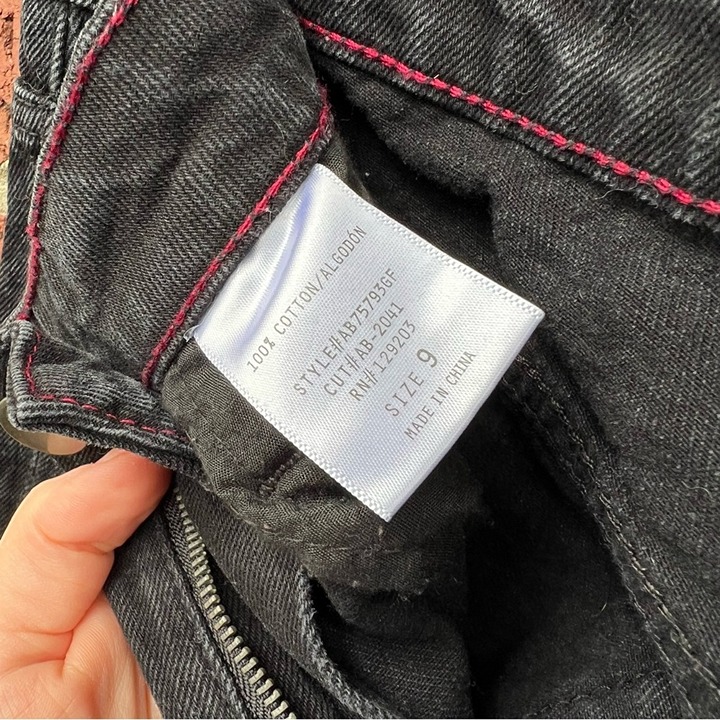 100% COTTON/ALGODÓN
STYLE#AB75793GF
CUT#AB-2041
RN#129203
SIZE 9
MADE IN CHINA